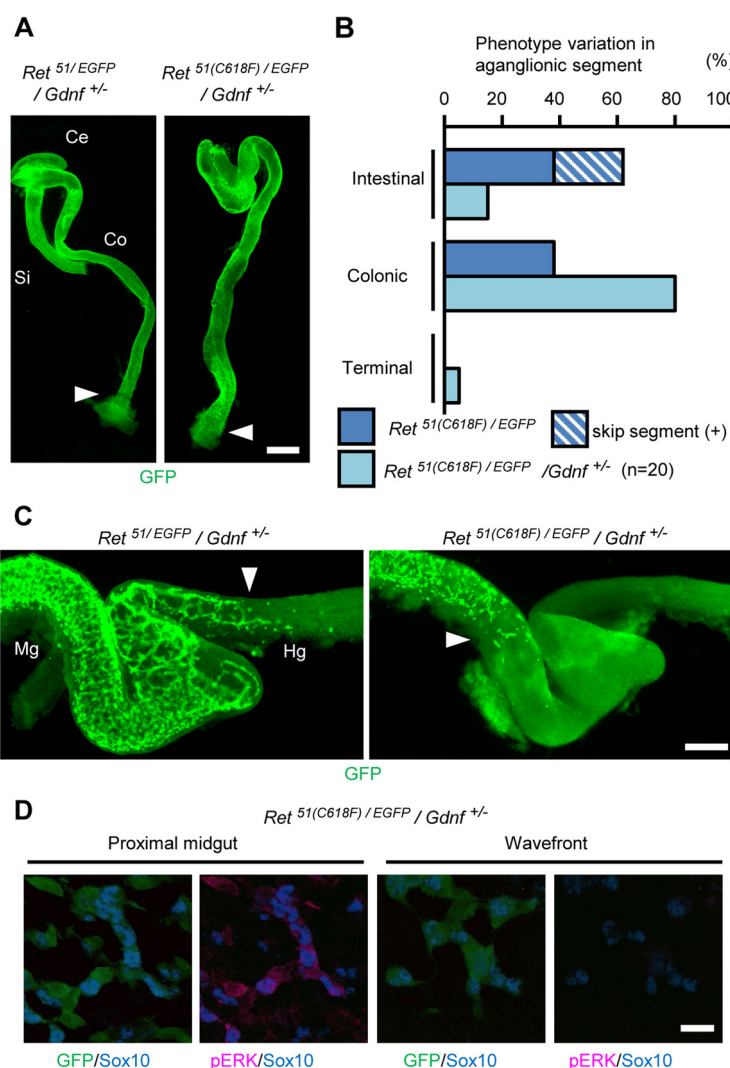 A
Ret 51/EGFP
/ Gdnf +/-
Ret 51(C618F) / EGFP
/ Gdnf +/-
Ce
Co
Si
GFP
B
Phenotype variation in
aganglionic segment
(%)
0 20 40 60 80 100
Intestinal
Colonic
Terminal
Ret 51(C618F) / EGFP
skip segment (+)
Ret 51(C618F) / EGFP /Gdnf +/- (n=20)
C
Ret 51/EGFP / Gdnf +/-
Ret 51(C618F) / EGFP / Gdnf +/-
Mg
Hg
GFP
D
Ret 51(C618F) / EGFP / Gdnf +/-
Proximal midgut
Wavefront
GFP/Sox10
pERK/Sox10
GFP/Sox10
pERK/Sox10